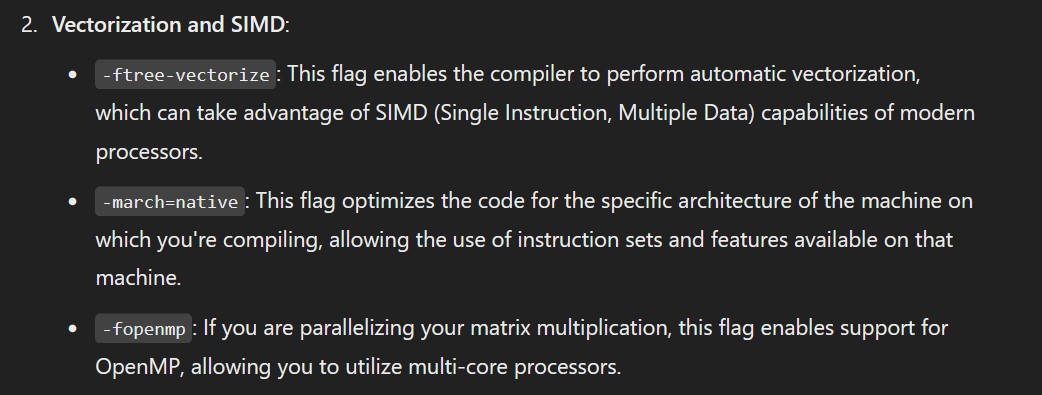 2. Vectorization and SIMD:
• -ftree-vectorize: This flag enables the compiler to perform automatic vectorization,
which can take advantage of SIMD (Single Instruction, Multiple Data) capabilities of modern
processors.
• -march=native: This flag optimizes the code for the specific architecture of the machine on
which you're compiling, allowing the use of instruction sets and features available on that
machine.
• -fopenmp: If you are parallelizing your matrix multiplication, this flag enables support for
OpenMP, allowing you to utilize multi-core processors.